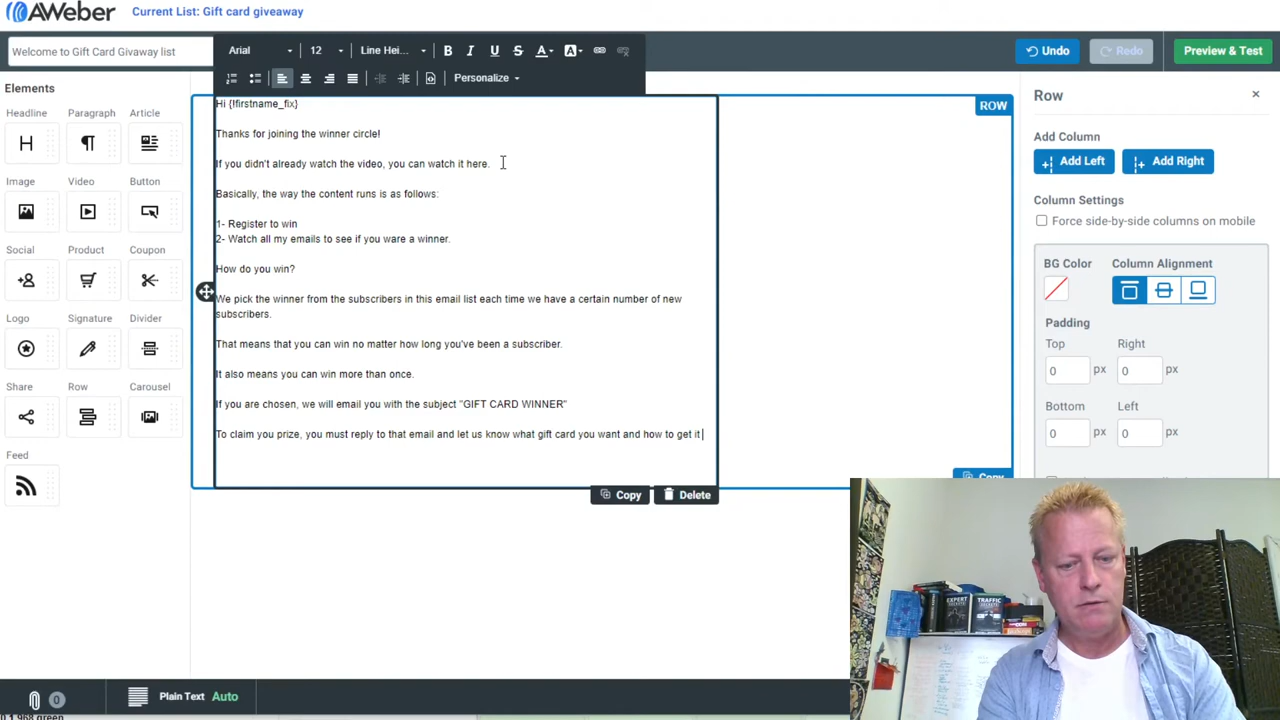 AWeber
Current List: Gift card giveaway
Welcome to Gift Card Givaway list
Arial
12
Line Hei...
B I U S A A
Personalize
Undo
Redo
Preview & Test
Elements
Headline Paragraph Article
H
Image Video Button
Social Product Coupon
Logo Signature Divider
Share Row Carousel
Feed
Hi {!firstname_fix}
Thanks for joining the winner circle!
If you didn't already watch the video, you can watch it here.
Basically, the way the content runs is as follows:
1- Register to win
2- Watch all my emails to see if you ware a winner.
How do you win?
We pick the winner from the subscribers in this email list each time we have a certain number of new
subscribers.
That means that you can win no matter how long you've been a subscriber.
It also means you can win more than once.
If you are chosen, we will email you with the subject "GIFT CARD WINNER"
To claim you prize, you must reply to that email and let us know what gift card you want and how to get it
Copy Delete
ROW
Copy
Row
Add Column
Add Left Add Right
Column Settings
Force side-by-side columns on mobile
BG Color Column Alignment
Padding
Top Right
0 px 0 px
Bottom Left
0 px 0 px
EXPERT SECRETS
TRAFFIC SECRETS
0
Plain Text Auto